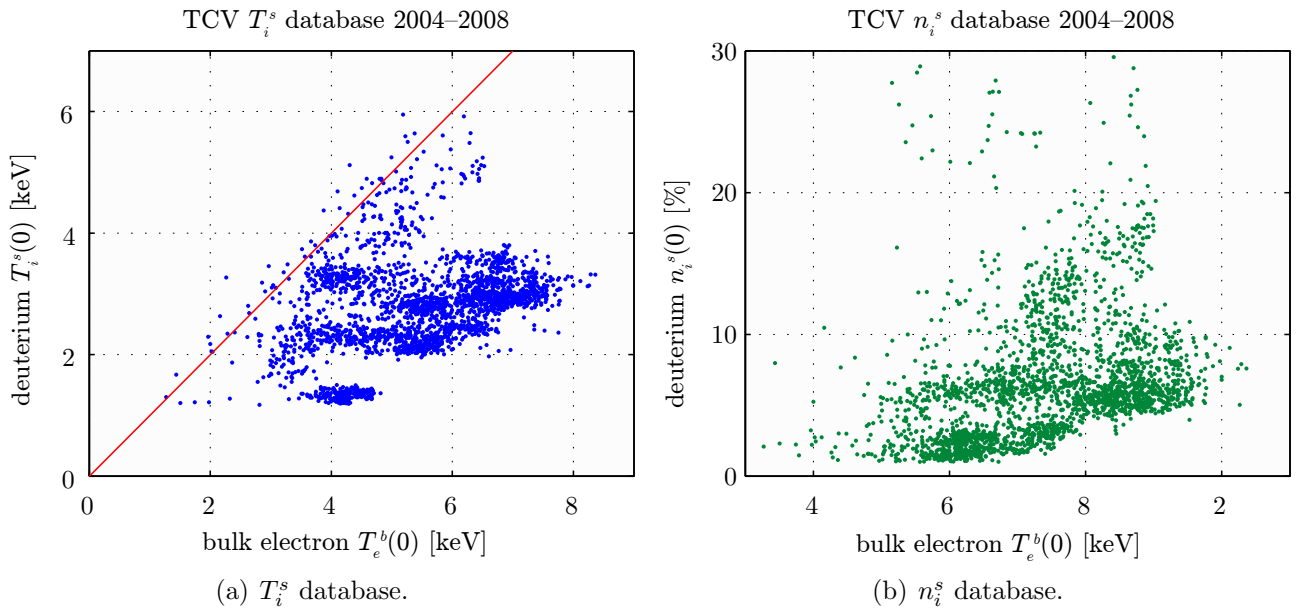 TCV T_i^s database 2004–2008
deuterium T_i^s(0) [keV]
6
4
2
0
0 2 4 6 8
bulk electron T_e^b(0) [keV]
(a) T_i^s database.
TCV n_i^s database 2004–2008
deuterium n_i^s(0) [%]
30
20
10
0
4 6 8 2
bulk electron T_e^b(0) [keV]
(b) n_i^s database.